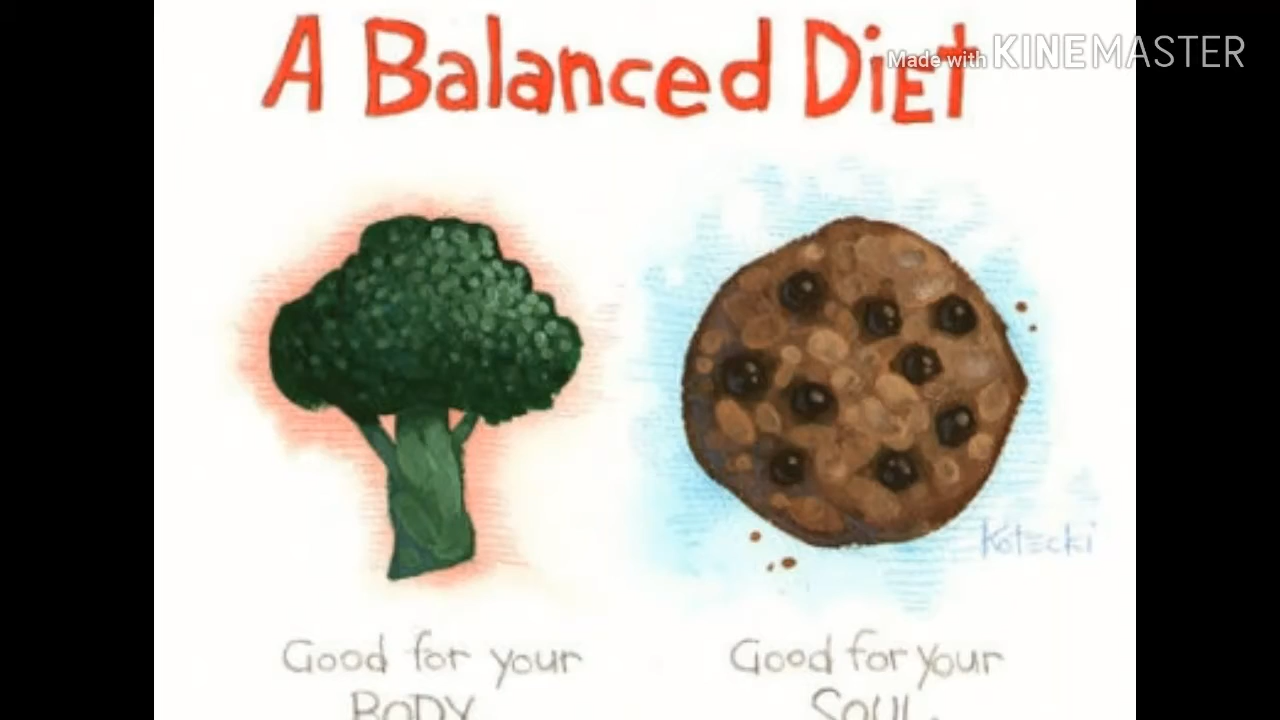 A Balanced DiEt
Made with KINEMASTER
Kotecki
Good for your
BODY
Good for your
SOUL.